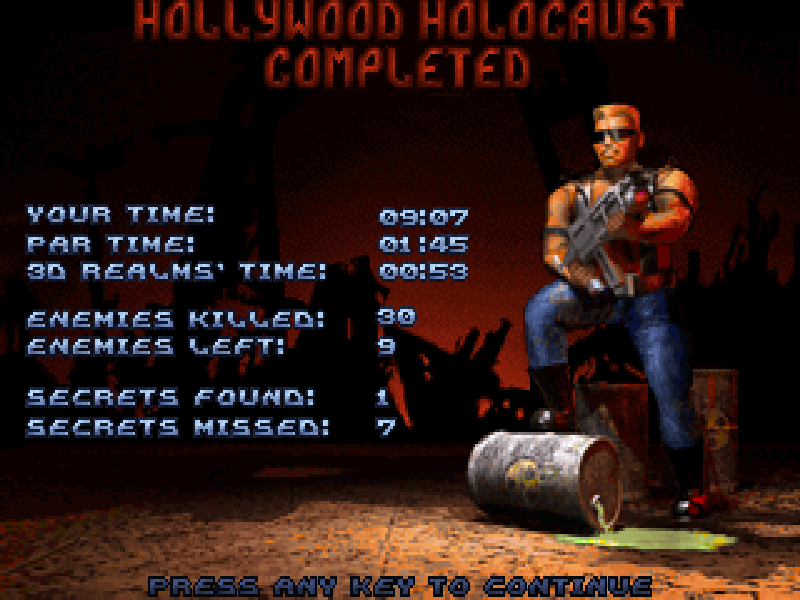 HOLLYWOOD HOLOCAUST
COMPLETED
YOUR TIME: 09:07
PAR TIME: 01:45
3D REALMS' TIME: 00:53
ENEMIES KILLED: 30
ENEMIES LEFT: 9
SECRETS FOUND: 1
SECRETS MISSED: 7
PRESS ANY KEY TO CONTINUE